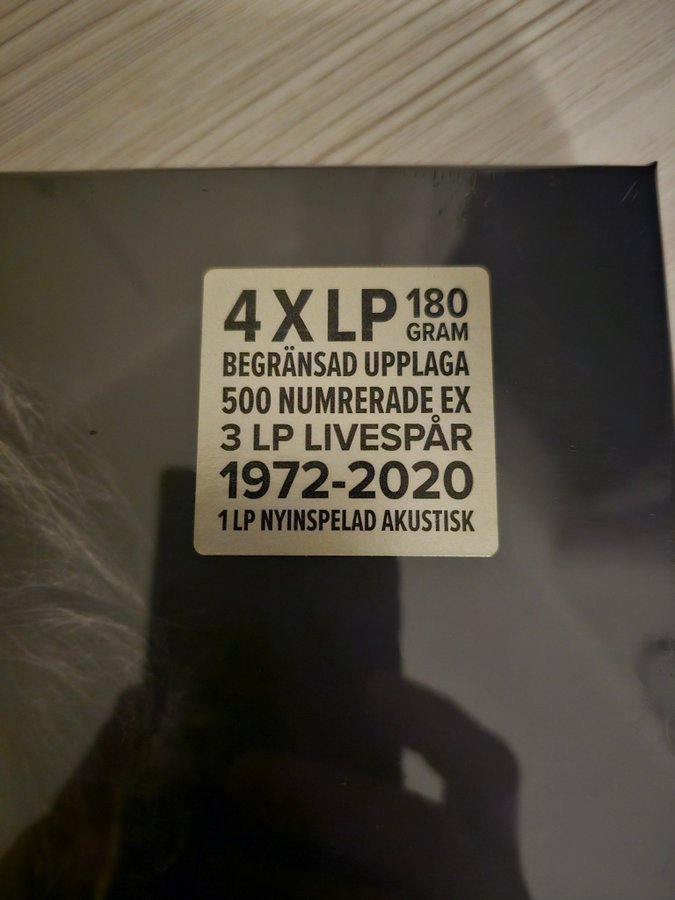 4 X LP 180 GRAM
BEGRÄNSAD UPPLAGA
500 NUMRERADE EX
3 LP LIVESPÅR
1972-2020
1 LP NYINSPELAD AKUSTISK